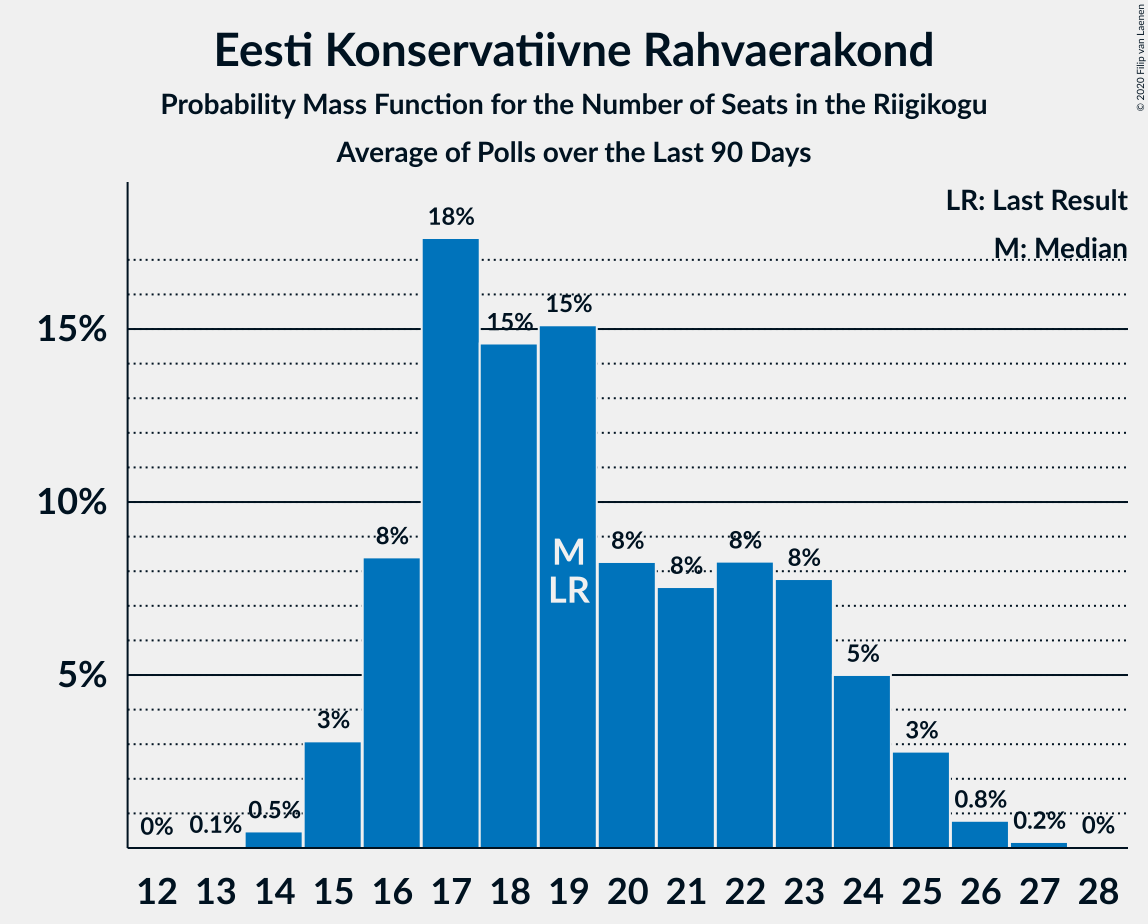 Eesti Konservatiivne Rahvaerakond
Probability Mass Function for the Number of Seats in the Riigikogu
Average of Polls over the Last 90 Days
© 2020 Filip van Laenen
LR: Last Result
M: Median
18%
15%
15%
15%
10%
8%
M
8%
8%
8%
8%
LR
5%
5%
3%
3%
0%
0.1%
0.5%
0.8%
0.2%
0%
12 13 14 15 16 17 18 19 20 21 22 23 24 25 26 27 28